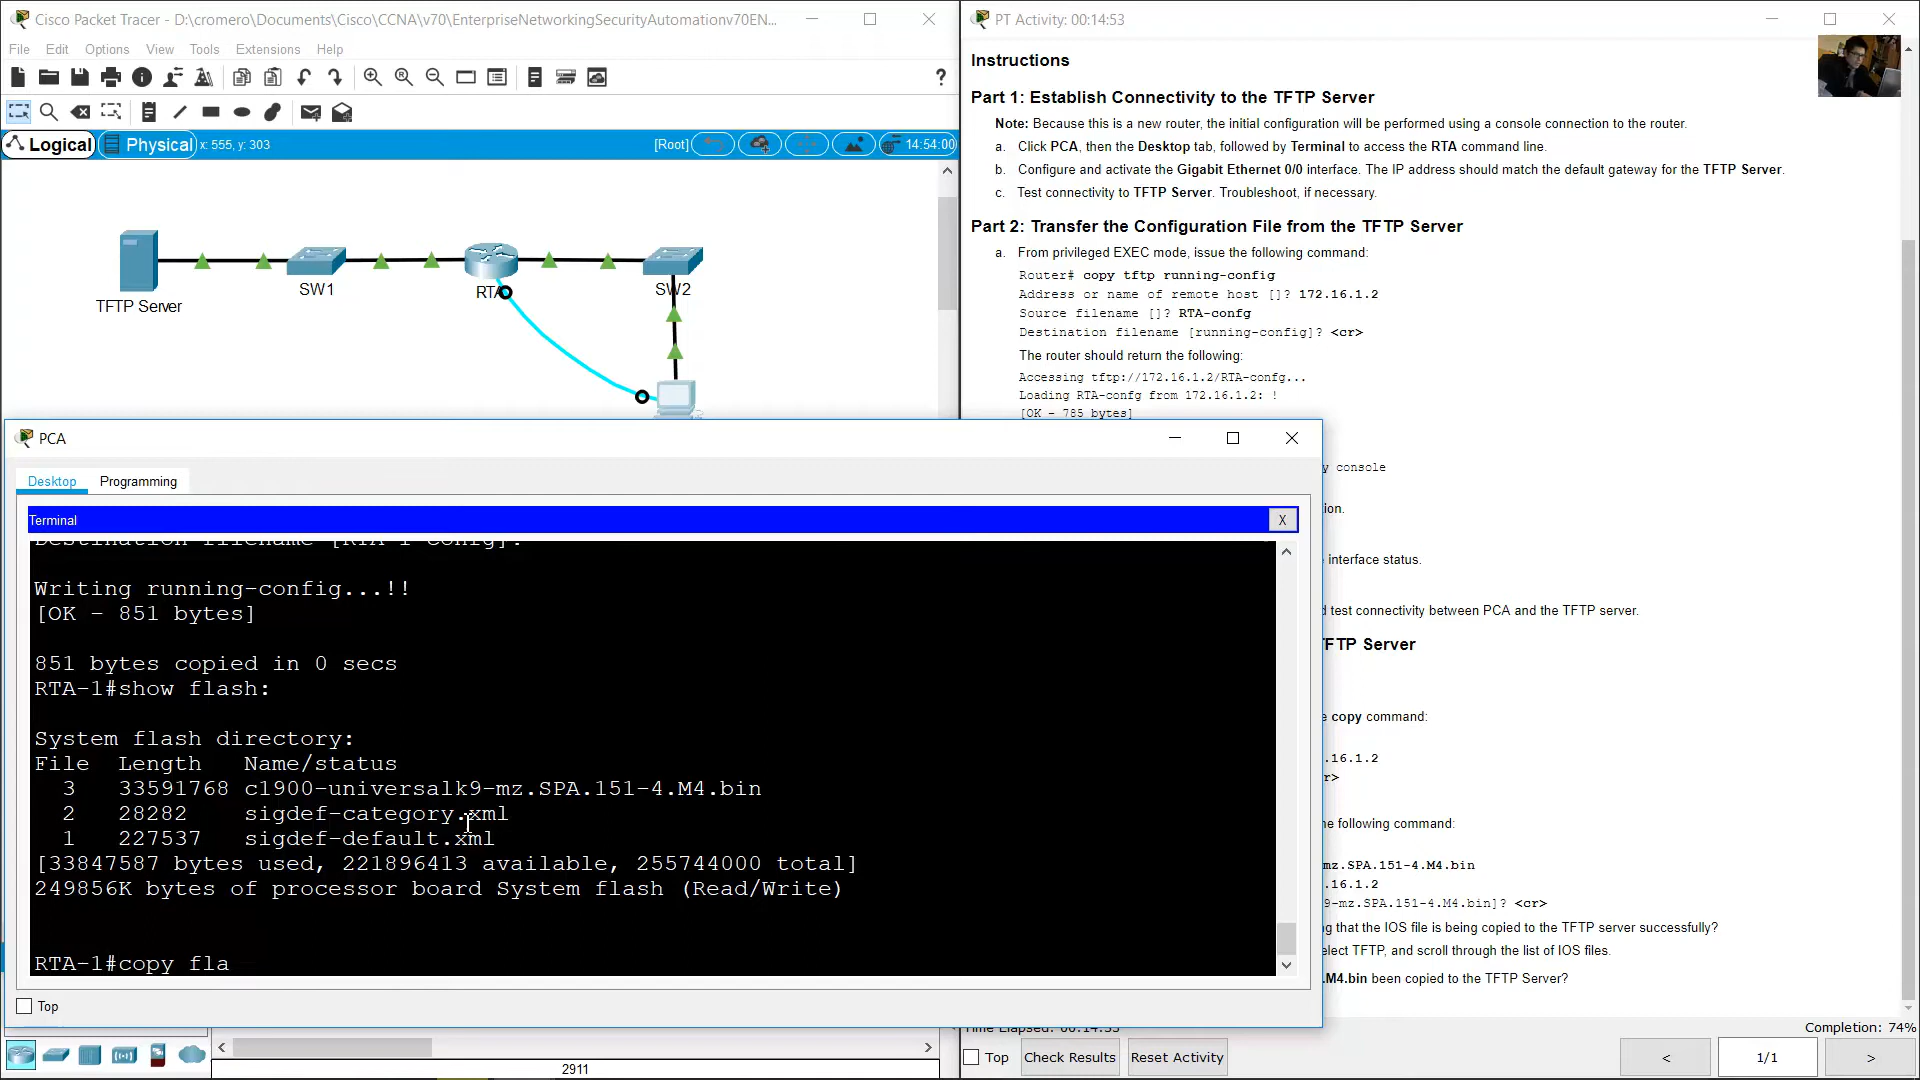 Cisco Packet Tracer - D:\cromero\Documents\Cisco\CCNA\v70\EnterpriseNetworkingSecurityAutomationv70EN...
File Edit Options View Tools Extensions Help
?
Logical Physical x: 555, y: 303 [Root] 14:54:00
TFTP Server
SW1
RTA
SW2
PT Activity: 00:14:53
Instructions
Part 1: Establish Connectivity to the TFTP Server
Note: Because this is a new router, the initial configuration will be performed using a console connection to the router.
a. Click PCA, then the Desktop tab, followed by Terminal to access the RTA command line.
b. Configure and activate the Gigabit Ethernet 0/0 interface. The IP address should match the default gateway for the TFTP Server.
c. Test connectivity to TFTP Server. Troubleshoot, if necessary.
Part 2: Transfer the Configuration File from the TFTP Server
a. From privileged EXEC mode, issue the following command:
Router# copy tftp running-config
Address or name of remote host []? 172.16.1.2
Source filename []? RTA-confg
Destination filename [running-config]? <cr>
The router should return the following:
Accessing tftp://172.16.1.2/RTA-confg...
Loading RTA-confg from 172.16.1.2: !
[OK - 785 bytes]
y console
ion.
interface status.
d test connectivity between PCA and the TFTP server.
TFTP Server
e copy command:
.16.1.2
r>
he following command:
mz.SPA.151-4.M4.bin
.16.1.2
9-mz.SPA.151-4.M4.bin]? <cr>
g that the IOS file is being copied to the TFTP server successfully?
elect TFTP, and scroll through the list of IOS files.
.M4.bin been copied to the TFTP Server?
PCA
Desktop Programming
Terminal X
Destination filename [RTA-1-confg]?
Writing running-config...!!
[OK - 851 bytes]
851 bytes copied in 0 secs
RTA-1#show flash:
System flash directory:
File Length Name/status
3 33591768 c1900-universalk9-mz.SPA.151-4.M4.bin
2 28282 sigdef-category.xml
1 227537 sigdef-default.xml
[33847587 bytes used, 221896413 available, 255744000 total]
249856K bytes of processor board System flash (Read/Write)
RTA-1#copy fla
Top
2911
Time Elapsed: 00:14:53 Completion: 74%
Top Check Results Reset Activity < 1/1 >